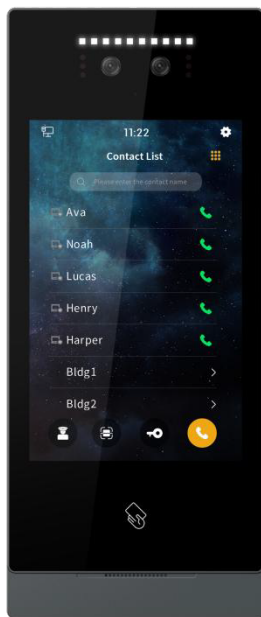 11:22
Contact List
Please enter the contact name
Ava
Noah
Lucas
Henry
Harper
Bldg1
Bldg2